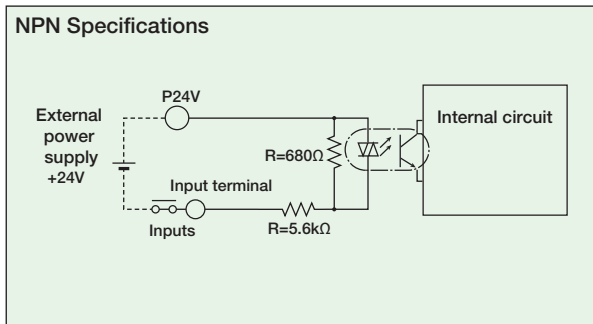 NPN Specifications
P24V
External
power
supply
+24V
Internal circuit
R=680Ω
Input terminal
Inputs
R=5.6kΩ